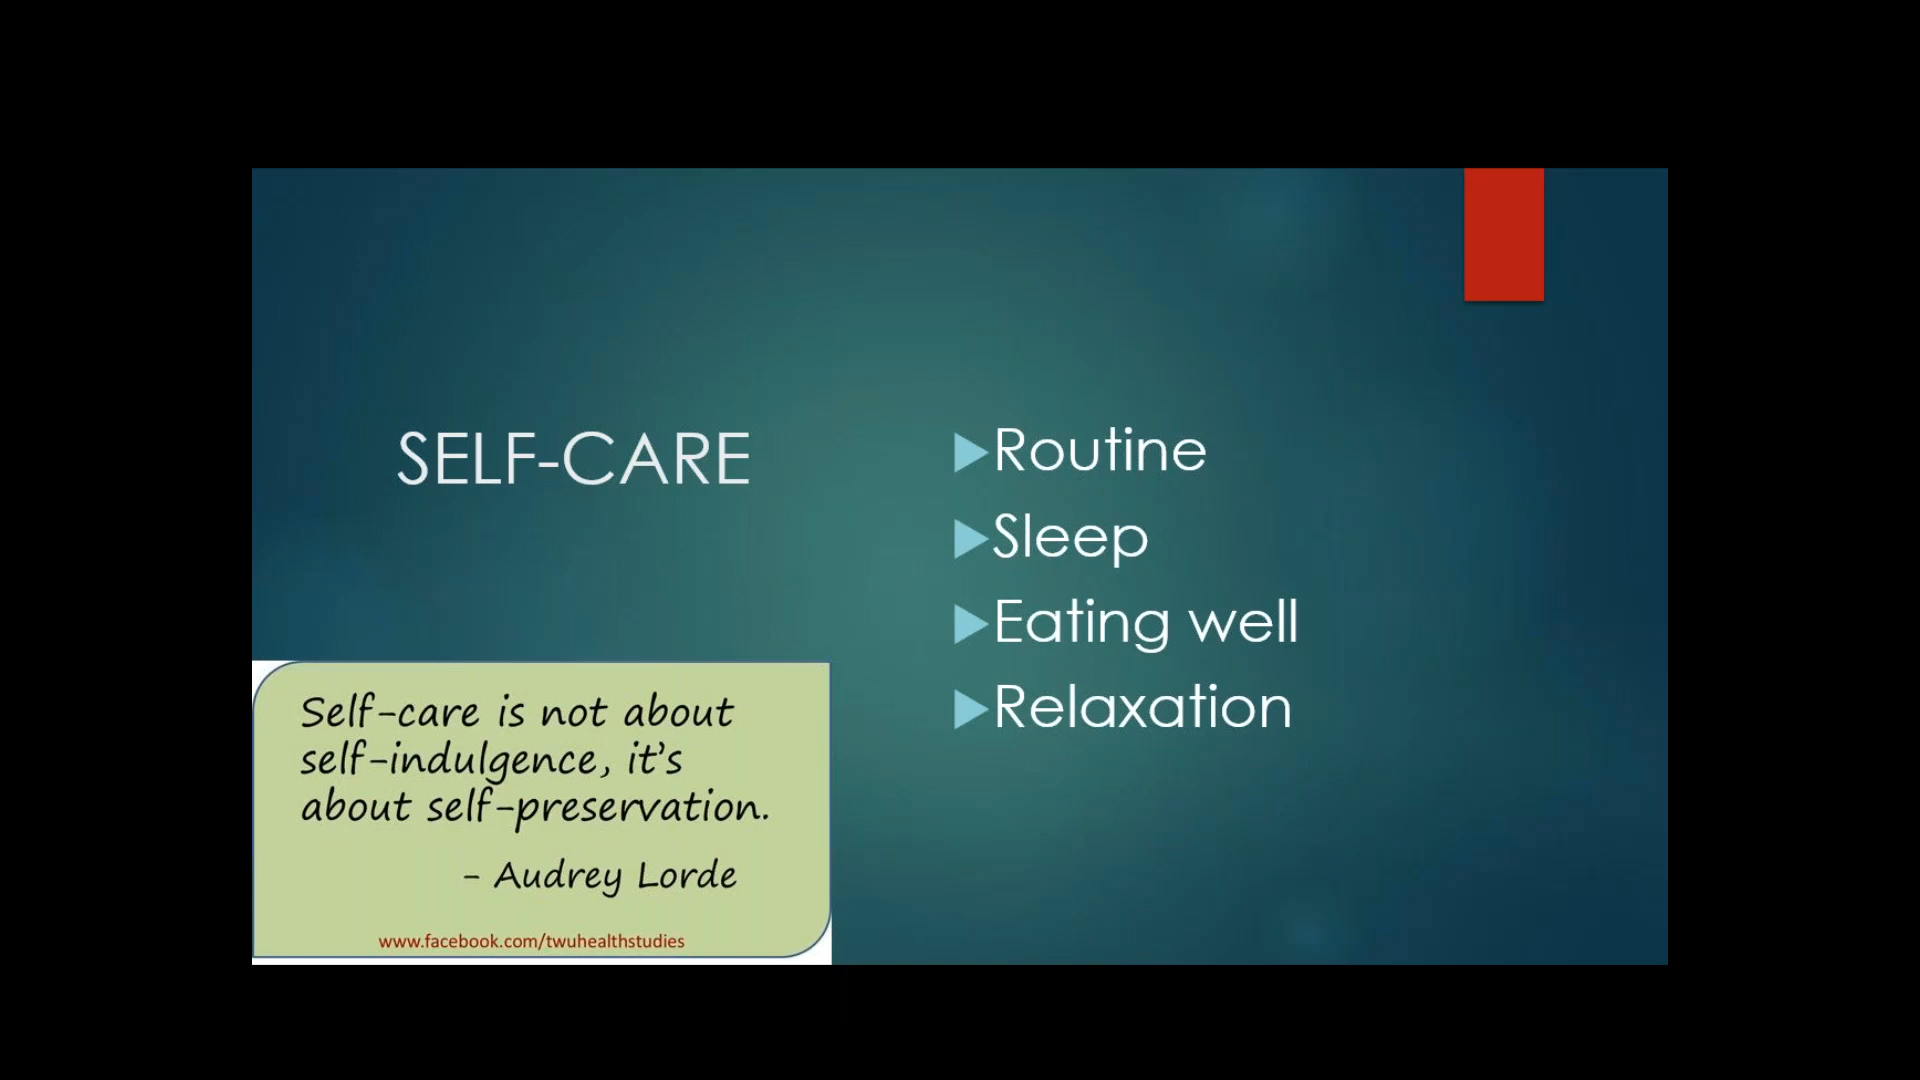 SELF-CARE
Routine
Sleep
Eating well
Relaxation
Self-care is not about
self-indulgence, it's
about self-preservation.
- Audrey Lorde
www.facebook.com/twuhealthstudies